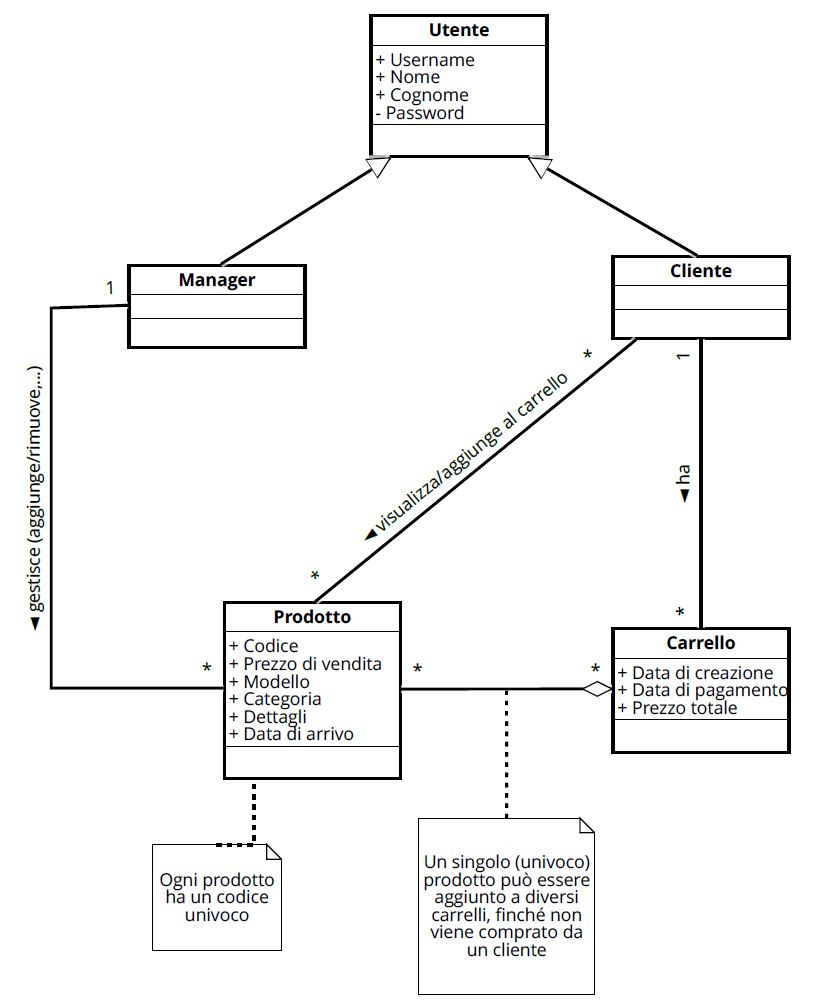 Utente
+ Username
+ Nome
+ Cognome
- Password
Manager
Cliente
1
*
1
◄ gestisce (aggiunge/rimuove,...)
◄ visualizza/aggiunge al carrello
◄ ha
*
*
Prodotto
+ Codice
+ Prezzo di vendita
+ Modello
+ Categoria
+ Dettagli
+ Data di arrivo
*
*
*
Carrello
+ Data di creazione
+ Data di pagamento
+ Prezzo totale
Ogni prodotto
ha un codice
univoco
Un singolo (univoco)
prodotto può essere
aggiunto a diversi
carrelli, finché non
viene comprato da
un cliente